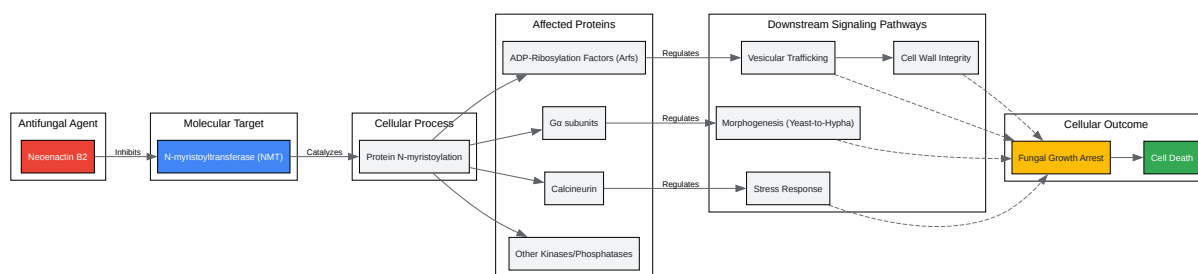 Antifungal Agent
Neoenactin B2
Inhibits
Molecular Target
N-myristoyltransferase (NMT)
Catalyzes
Cellular Process
Protein N-myristoylation
Affected Proteins
ADP-Ribosylation Factors (Arfs)
Gα subunits
Calcineurin
Other Kinases/Phosphatases
Regulates
Regulates
Regulates
Downstream Signaling Pathways
Vesicular Trafficking
Cell Wall Integrity
Morphogenesis (Yeast-to-Hypha)
Stress Response
Cellular Outcome
Fungal Growth Arrest
Cell Death